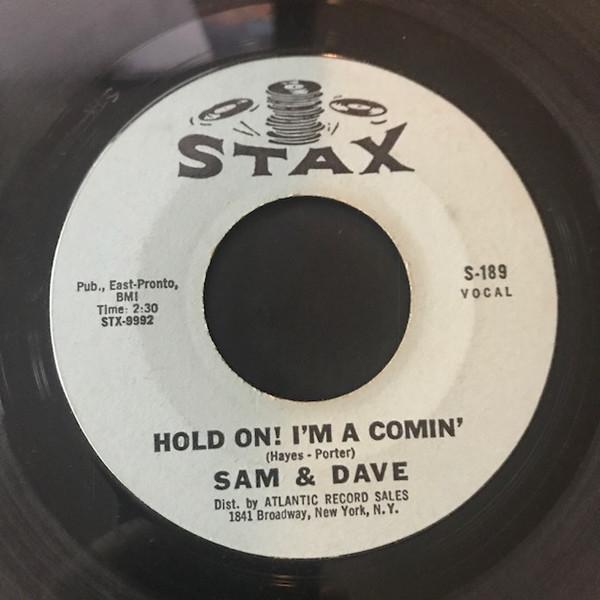 STAX
Pub., East-Pronto,
BMI
Time: 2:30
STX-9992
S-189
VOCAL
HOLD ON! I'M A COMIN'
(Hayes - Porter)
SAM & DAVE
Dist. by ATLANTIC RECORD SALES
1841 Broadway, New York, N.Y.